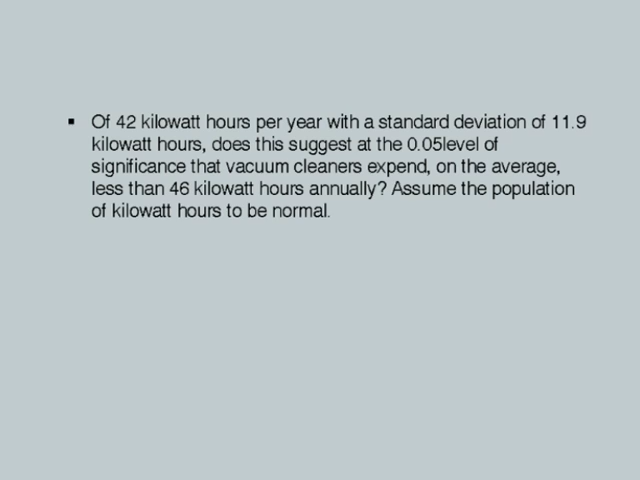 ▪ Of 42 kilowatt hours per year with a standard deviation of 11.9
kilowatt hours, does this suggest at the 0.05level of
significance that vacuum cleaners expend, on the average,
less than 46 kilowatt hours annually? Assume the population
of kilowatt hours to be normal.